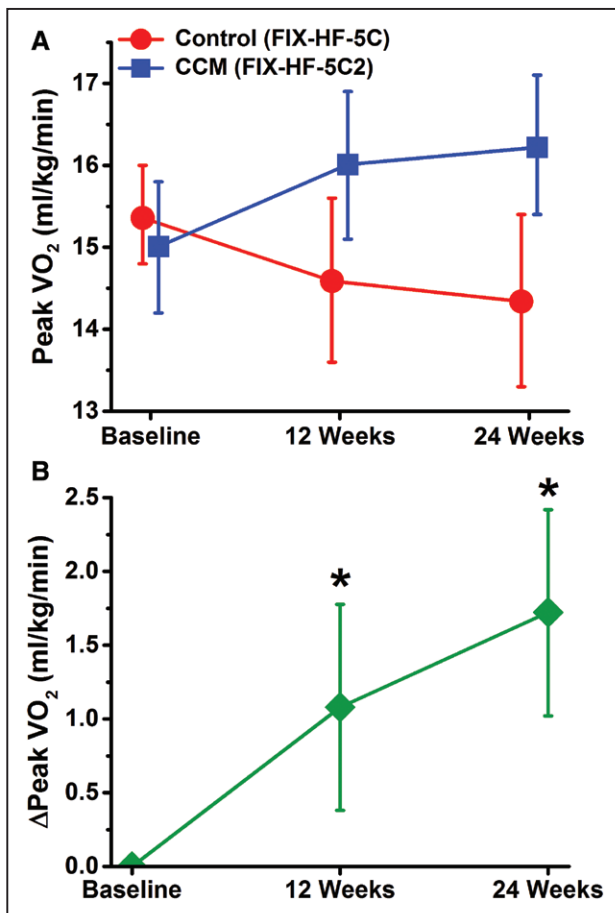 A
Control (FIX-HF-5C)
CCM (FIX-HF-5C2)
17
16
15
14
13
Peak VO₂ (ml/kg/min)
Baseline
12 Weeks
24 Weeks
B
2.5
2.0
1.5
1.0
0.5
0.0
ΔPeak VO₂ (ml/kg/min)
*
*
Baseline
12 Weeks
24 Weeks